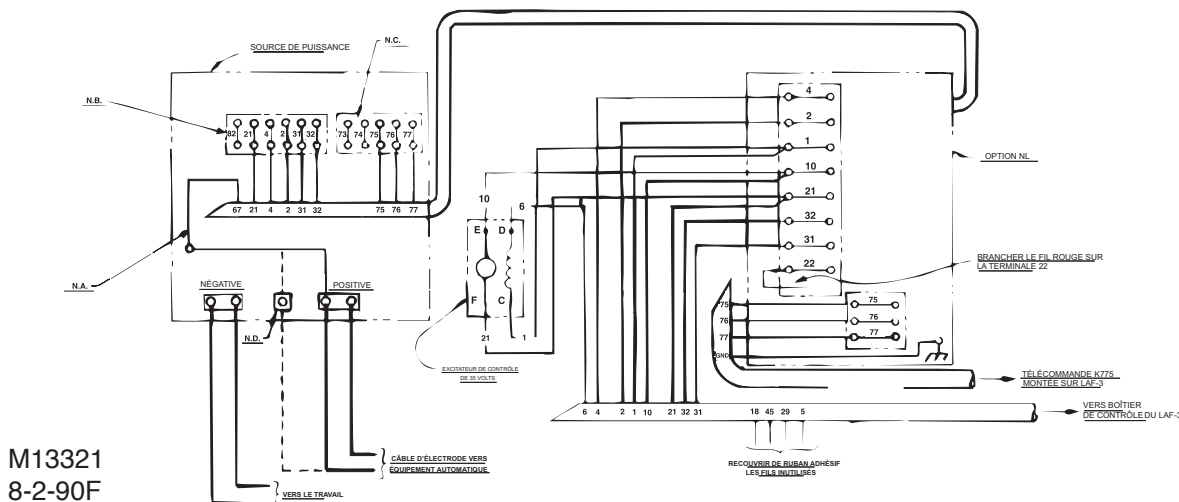 SOURCE DE PUISSANCE
N.C.
N.B.
82 21 4 2 31 32
73 74 75 76 77
67 21 4 2 31 32 75 76 77
N.A.
NÉGATIVE
POSITIVE
N.D.
10
6
E D
F C
21 1
EXCITATEUR DE CONTRÔLE
DE 35 VOLTS
4
2
1
10
21
32
31
22
OPTION NL
BRANCHER LE FIL ROUGE SUR
LA TERMINALE 22
75
76
77
GND
75
76
77
TÉLÉCOMMANDE K775
MONTÉE SUR LAF-3
6 4 2 1 10 21 32 31
18 45 29 5
VERS BOÎTIER
DE CONTRÔLE DU LAF-3
RECOUVRIR DE RUBAN ADHÉSIF
LES FILS INUTILISÉS
CÂBLE D'ÉLECTRODE VERS
ÉQUIPEMENT AUTOMATIQUE
VERS LE TRAVAIL
M13321
8-2-90F